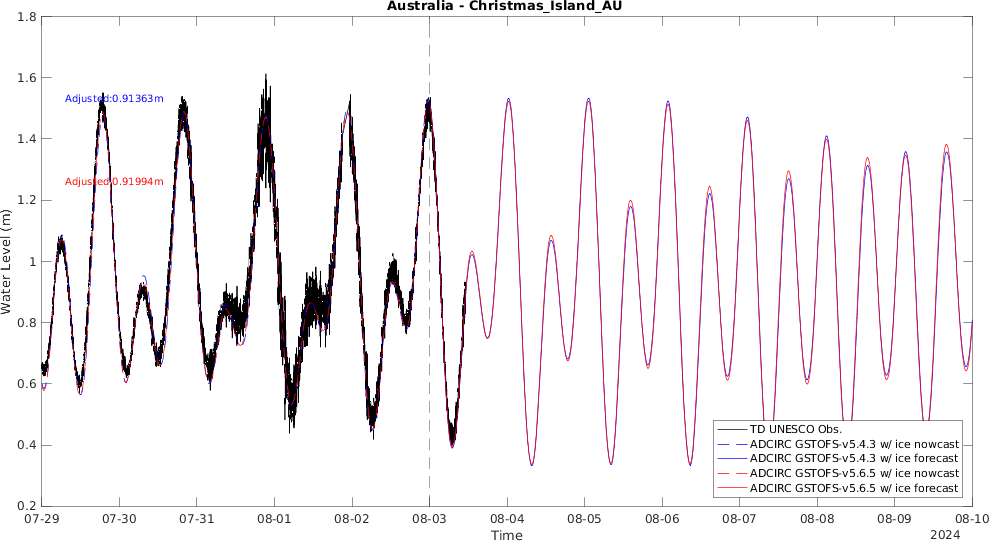 Australia - Christmas_Island_AU
1.8
1.6
1.4
1.2
1
0.8
0.6
0.4
0.2
Water Level (m)
Adjusted:0.91363m
Adjusted:0.91994m
TD UNESCO Obs.
ADCIRC GSTOFS-v5.4.3 w/ ice nowcast
ADCIRC GSTOFS-v5.4.3 w/ ice forecast
ADCIRC GSTOFS-v5.6.5 w/ ice nowcast
ADCIRC GSTOFS-v5.6.5 w/ ice forecast
07-29 07-30 07-31 08-01 08-02 08-03 08-04 08-05 08-06 08-07 08-08 08-09 08-10
Time
2024